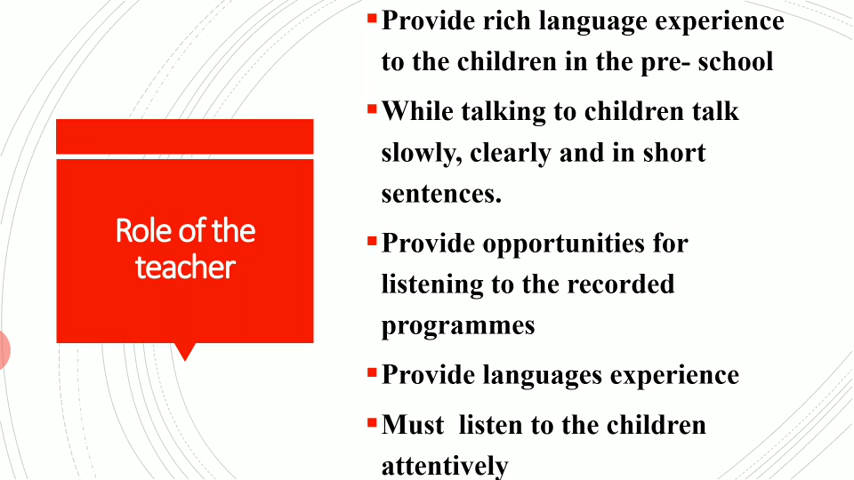 Role of the
teacher
Provide rich language experience
to the children in the pre- school
While talking to children talk
slowly, clearly and in short
sentences.
Provide opportunities for
listening to the recorded
programmes
Provide languages experience
Must listen to the children
attentively